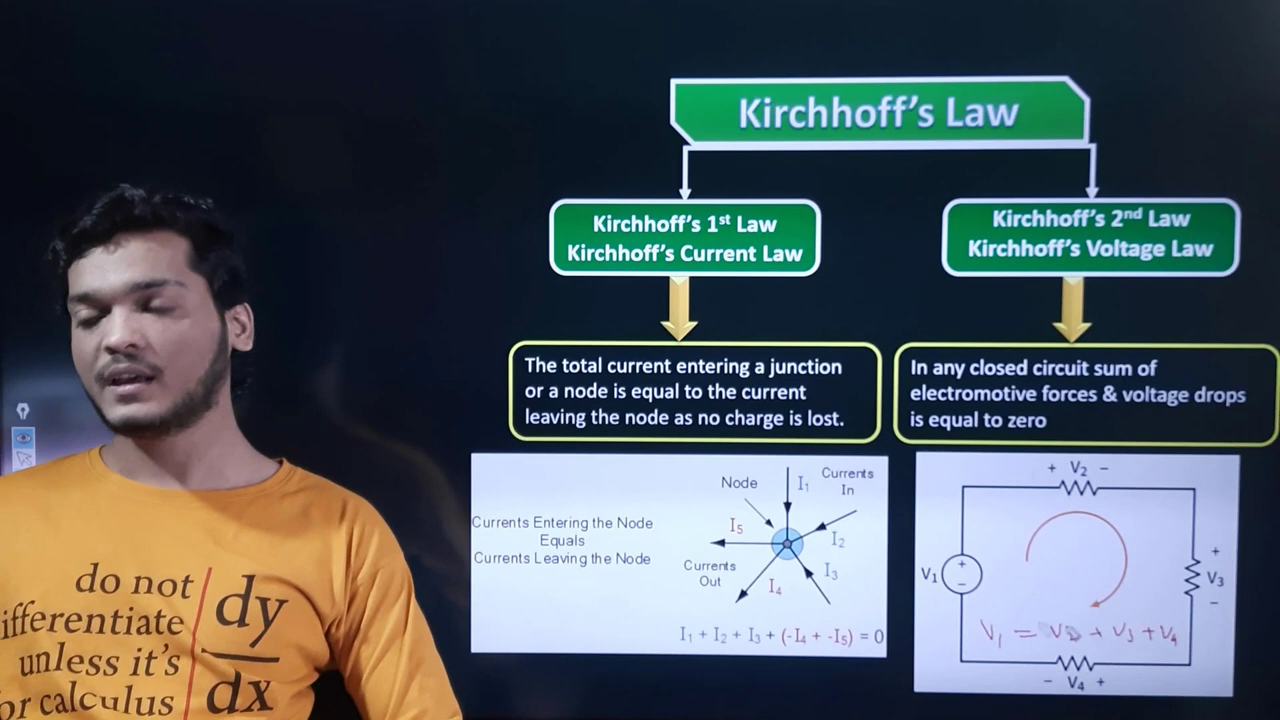 Kirchhoff's Law
Kirchhoff's 1st Law
Kirchhoff's Current Law
Kirchhoff's 2nd Law
Kirchhoff's Voltage Law
The total current entering a junction
or a node is equal to the current
leaving the node as no charge is lost.
In any closed circuit sum of
electromotive forces & voltage drops
is equal to zero
Currents Entering the Node
Equals
Currents Leaving the Node
Node
I₁
Currents
In
I₅
I₂
Currents
Out
I₃
I₄
I₁ + I₂ + I₃ + (-I₄ + -I₅) = 0
+ V₂ -
V₁
+
-
+
V₃
-
V₁ = V₂ + V₃ + V₄
- V₄ +
do not
ifferentiate
unless it's
or calculus
dy
dx